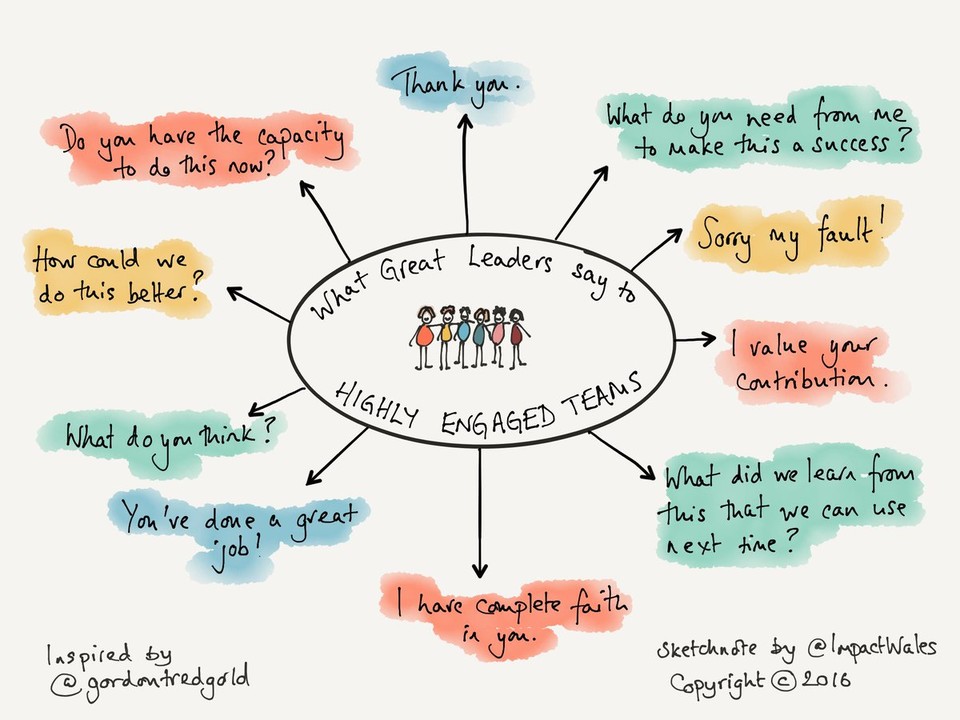 Thank you.
What do you need from me
to make this a success?
Do you have the capacity
to do this now?
Sorry my fault!
How could we
do this better?
What Great Leaders say to
HIGHLY ENGAGED TEAMS
I value your
contribution.
What do you think?
What did we learn from
this that we can use
next time?
You've done a great
job!
I have complete faith
in you.
Inspired by
@gordontredgold
Sketchnote by @ImpactWales
Copyright © 2016